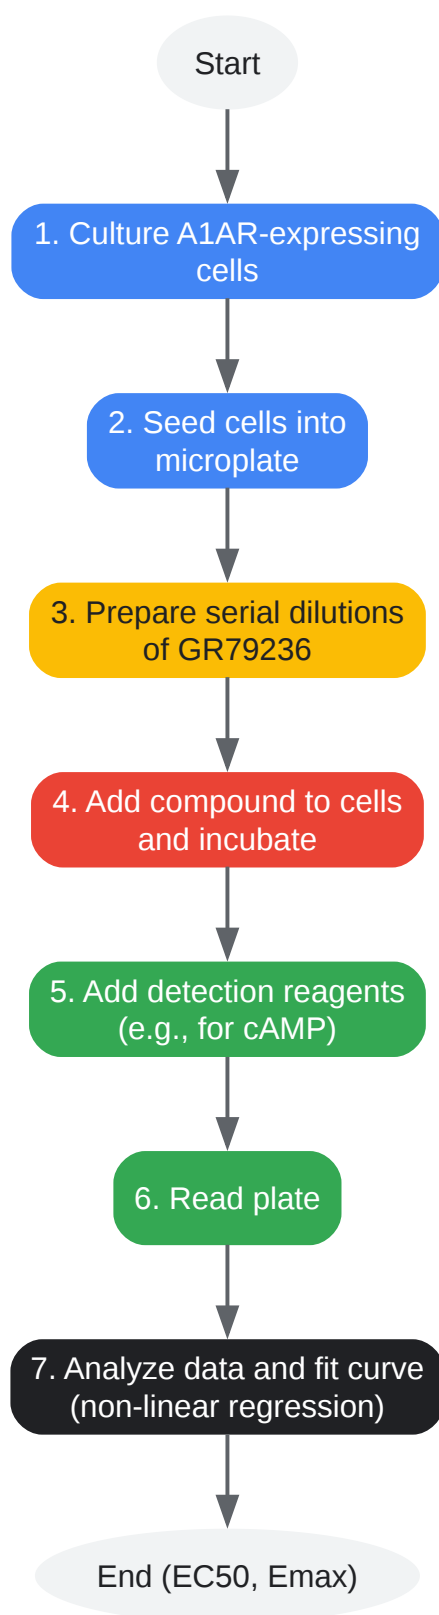 Start
1. Culture A1AR-expressing
cells
2. Seed cells into
microplate
3. Prepare serial dilutions
of GR79236
4. Add compound to cells
and incubate
5. Add detection reagents
(e.g., for cAMP)
6. Read plate
7. Analyze data and fit curve
(non-linear regression)
End (EC50, Emax)